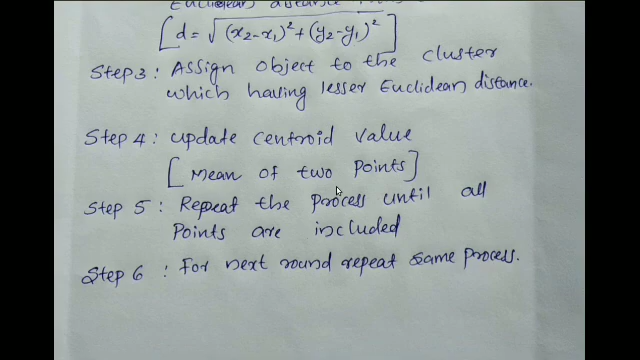 Euclidean distance
[d = √(x₂-x₁)² + (y₂-y₁)²]
Step 3 : Assign object to the cluster
which having lesser Euclidean distance.
Step 4 : update centroid value
[Mean of two points]
Step 5 : Repeat the process until all
points are included
Step 6 : For next round repeat same process.